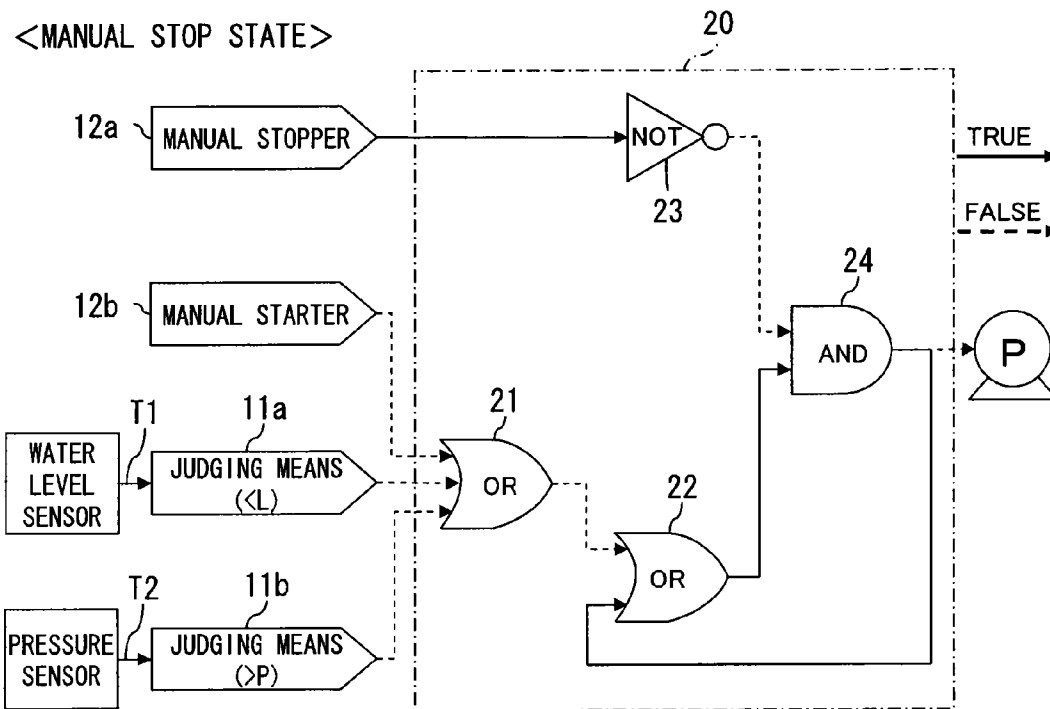 <MANUAL STOP STATE>
20
12a
MANUAL STOPPER
NOT
23
TRUE
FALSE
12b
MANUAL STARTER
24
AND
P
21
OR
T1
11a
WATER
LEVEL
SENSOR
JUDGING MEANS
(<L)
22
OR
T2
11b
PRESSURE
SENSOR
JUDGING MEANS
(>P)